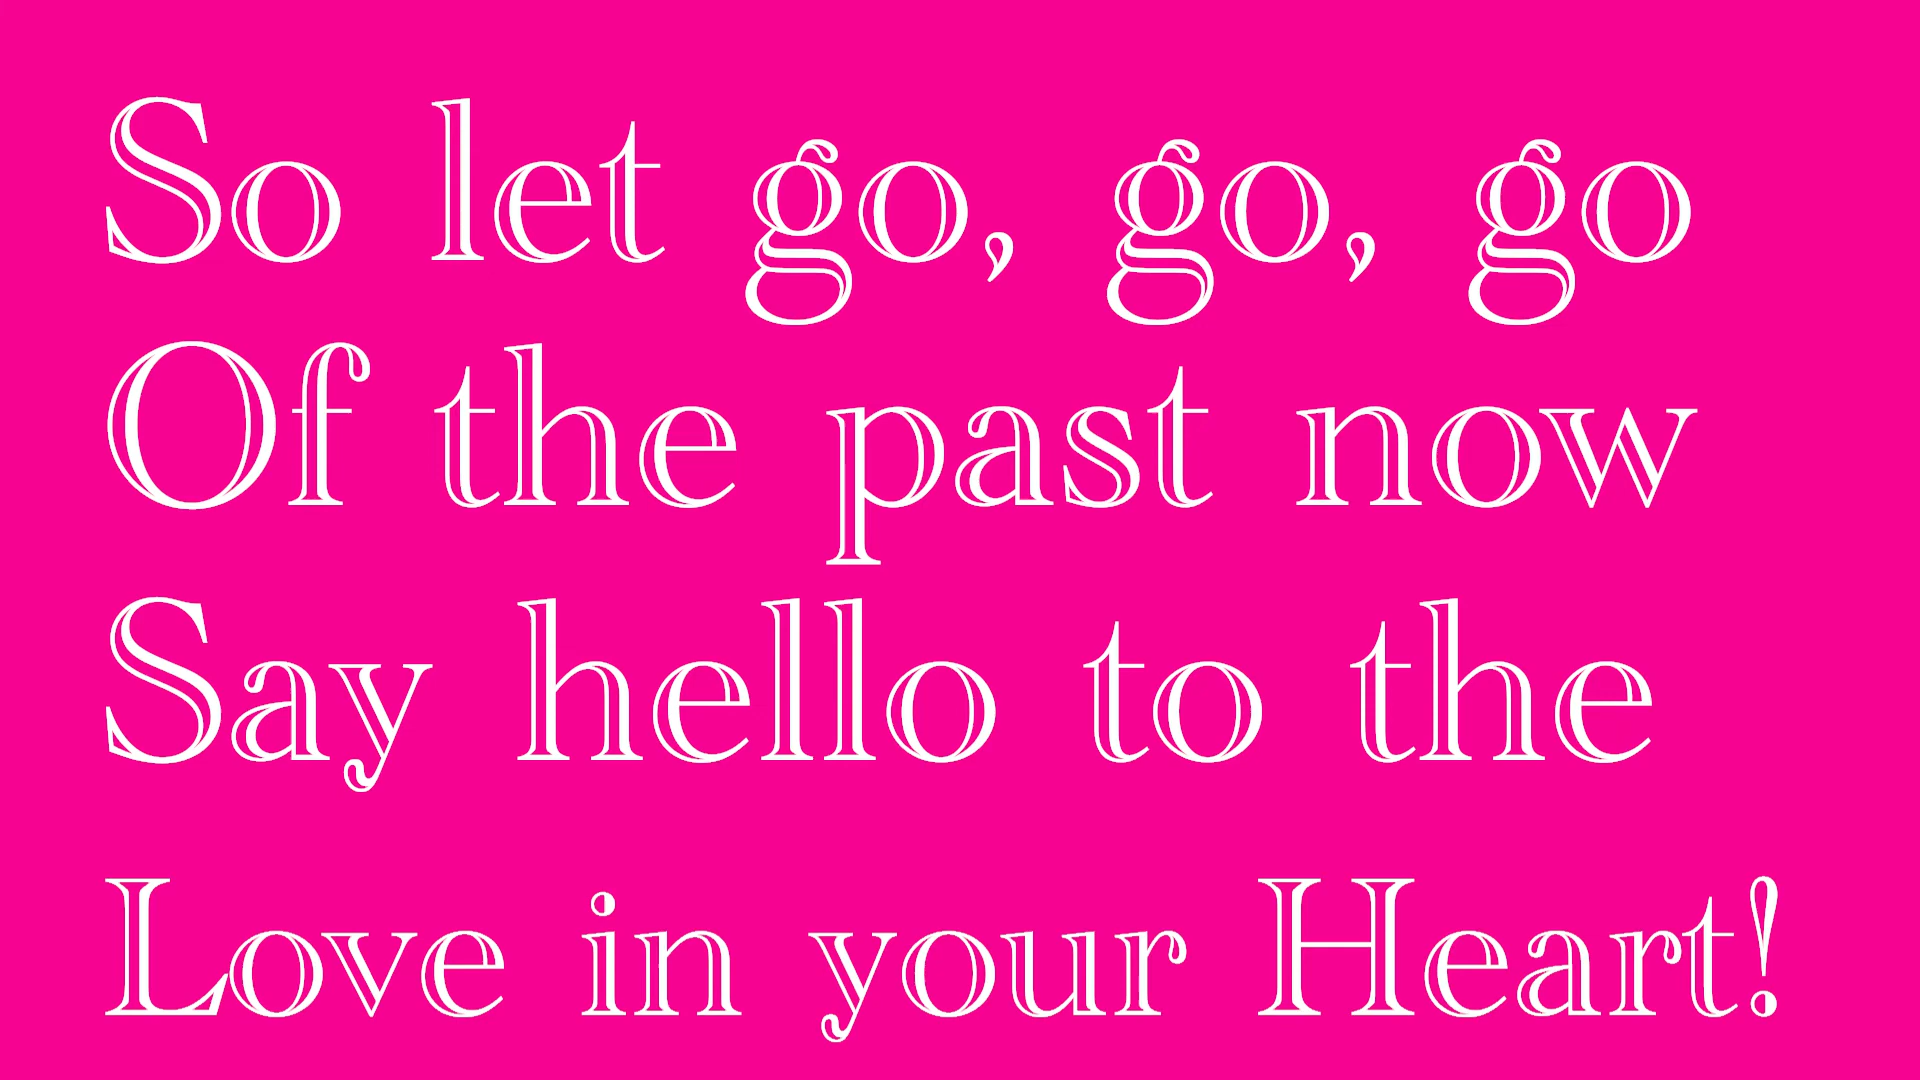 So let go, go, go
Of the past now
Say hello to the
Love in your Heart!